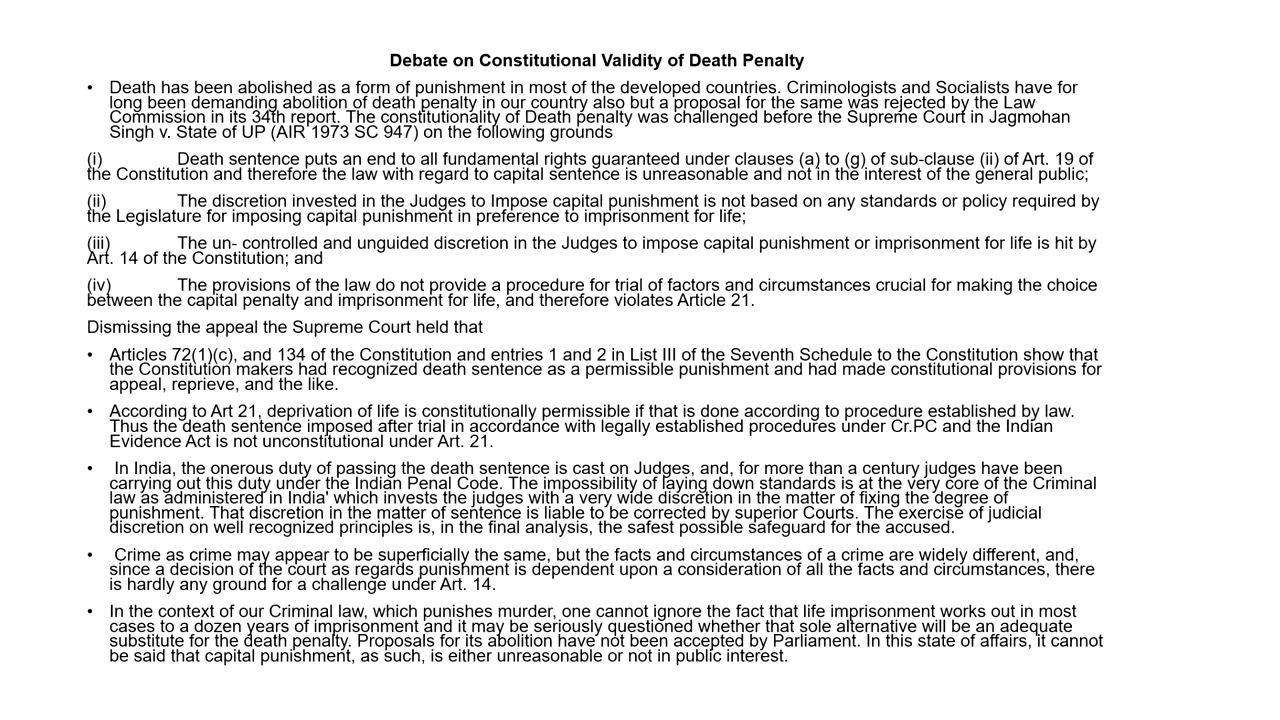 Debate on Constitutional Validity of Death Penalty
• Death has been abolished as a form of punishment in most of the developed countries. Criminologists and Socialists have for
long been demanding abolition of death penalty in our country also but a proposal for the same was rejected by the Law
Commission in its 34th report. The constitutionality of Death penalty was challenged before the Supreme Court in Jagmohan
Singh v. State of UP (AIR 1973 SC 947) on the following grounds
(i) Death sentence puts an end to all fundamental rights guaranteed under clauses (a) to (g) of sub-clause (ii) of Art. 19 of
the Constitution and therefore the law with regard to capital sentence is unreasonable and not in the interest of the general public;
(ii) The discretion invested in the Judges to Impose capital punishment is not based on any standards or policy required by
the Legislature for imposing capital punishment in preference to imprisonment for life;
(iii) The un- controlled and unguided discretion in the Judges to impose capital punishment or imprisonment for life is hit by
Art. 14 of the Constitution; and
(iv) The provisions of the law do not provide a procedure for trial of factors and circumstances crucial for making the choice
between the capital penalty and imprisonment for life, and therefore violates Article 21.
Dismissing the appeal the Supreme Court held that
• Articles 72(1)(c), and 134 of the Constitution and entries 1 and 2 in List III of the Seventh Schedule to the Constitution show that
the Constitution makers had recognized death sentence as a permissible punishment and had made constitutional provisions for
appeal, reprieve, and the like.
• According to Art 21, deprivation of life is constitutionally permissible if that is done according to procedure established by law.
Thus the death sentence imposed after trial in accordance with legally established procedures under Cr.PC and the Indian
Evidence Act is not unconstitutional under Art. 21.
• In India, the onerous duty of passing the death sentence is cast on Judges, and, for more than a century judges have been
carrying out this duty under the Indian Penal Code. The impossibility of laying down standards is at the very core of the Criminal
law as administered in India' which invests the judges with a very wide discretion in the matter of fixing the degree of
punishment. That discretion in the matter of sentence is liable to be corrected by superior Courts. The exercise of judicial
discretion on well recognized principles is, in the final analysis, the safest possible safeguard for the accused.
• Crime as crime may appear to be superficially the same, but the facts and circumstances of a crime are widely different, and,
since a decision of the court as regards punishment is dependent upon a consideration of all the facts and circumstances, there
is hardly any ground for a challenge under Art. 14.
• In the context of our Criminal law, which punishes murder, one cannot ignore the fact that life imprisonment works out in most
cases to a dozen years of imprisonment and it may be seriously questioned whether that sole alternative will be an adequate
substitute for the death penalty. Proposals for its abolition have not been accepted by Parliament. In this state of affairs, it cannot
be said that capital punishment, as such, is either unreasonable or not in public interest.